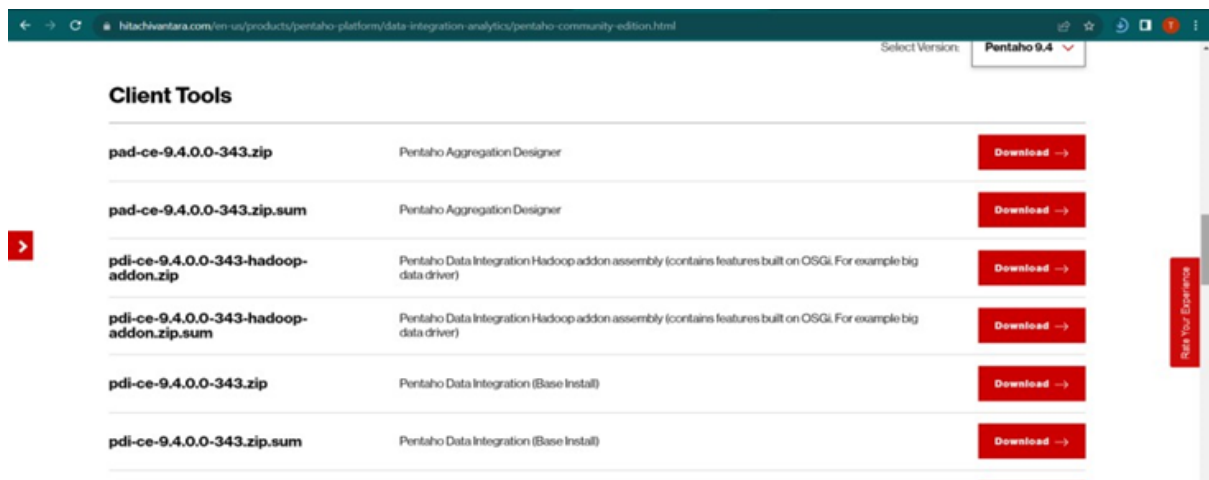 hitachivantara.com/en-us/products/pentaho-platform/data-integration-analytics/pentaho-community-edition.html
T
Select Version:
Pentaho 9.4
Client Tools
pad-ce-9.4.0.0-343.zip
Pentaho Aggregation Designer
Download →
pad-ce-9.4.0.0-343.zip.sum
Pentaho Aggregation Designer
Download →
pdi-ce-9.4.0.0-343-hadoop-
addon.zip
Pentaho Data Integration Hadoop addon assembly (contains features built on OSGi. For example big
data driver)
Download →
pdi-ce-9.4.0.0-343-hadoop-
addon.zip.sum
Pentaho Data Integration Hadoop addon assembly (contains features built on OSGi. For example big
data driver)
Download →
pdi-ce-9.4.0.0-343.zip
Pentaho Data Integration (Base Install)
Download →
pdi-ce-9.4.0.0-343.zip.sum
Pentaho Data Integration (Base Install)
Download →
Rate Your Experience